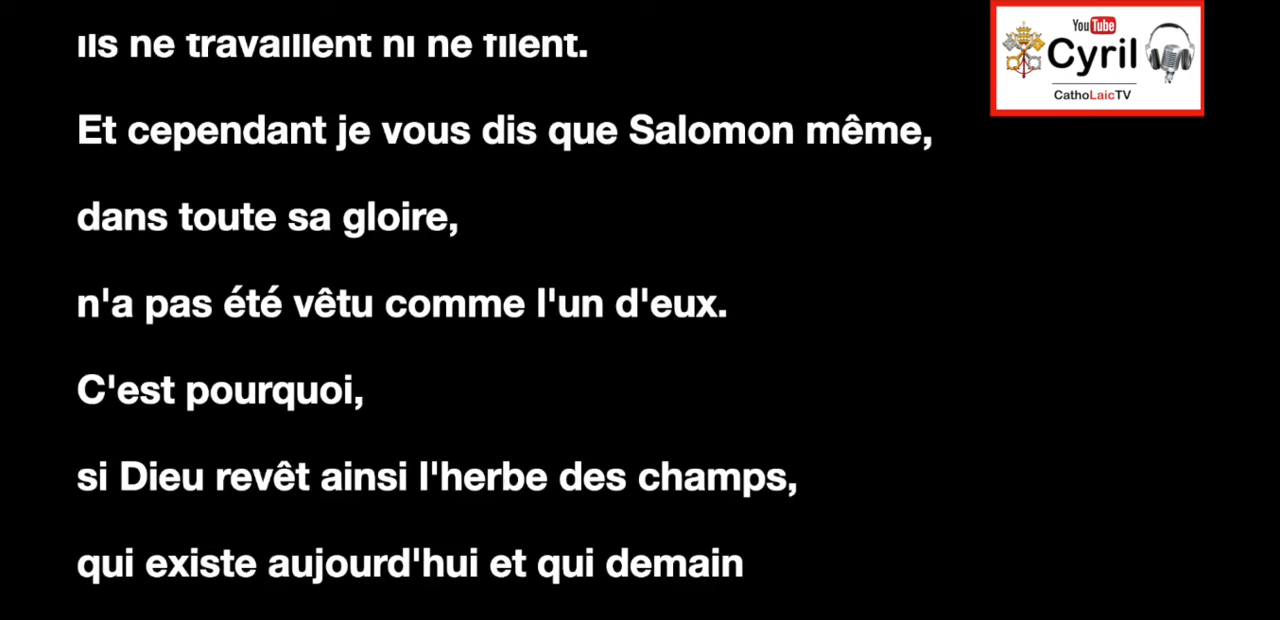 ils ne travaillent ni ne filent.
Et cependant je vous dis que Salomon même,
dans toute sa gloire,
n'a pas été vêtu comme l'un d'eux.
C'est pourquoi,
si Dieu revêt ainsi l'herbe des champs,
qui existe aujourd'hui et qui demain
YouTube
Cyril
CathoLaicTV